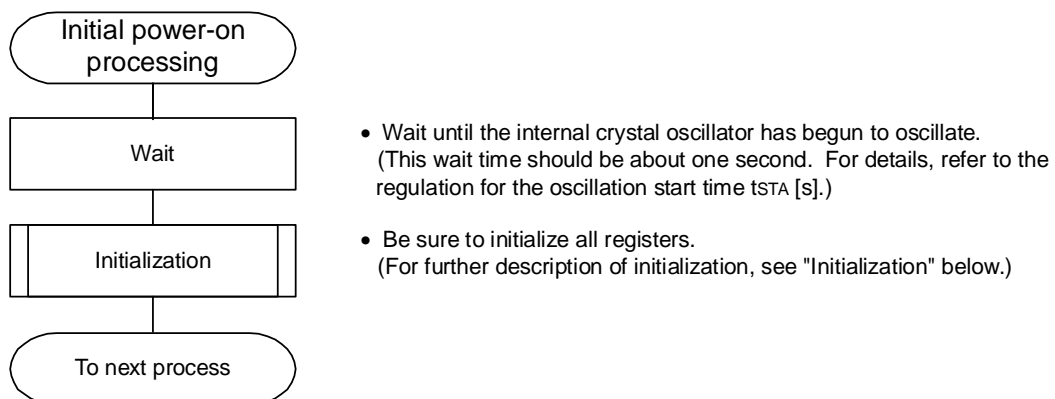 Initial power-on
processing
Wait
• Wait until the internal crystal oscillator has begun to oscillate.
(This wait time should be about one second. For details, refer to the
regulation for the oscillation start time tSTA [s].)
Initialization
• Be sure to initialize all registers.
(For further description of initialization, see "Initialization" below.)
To next process